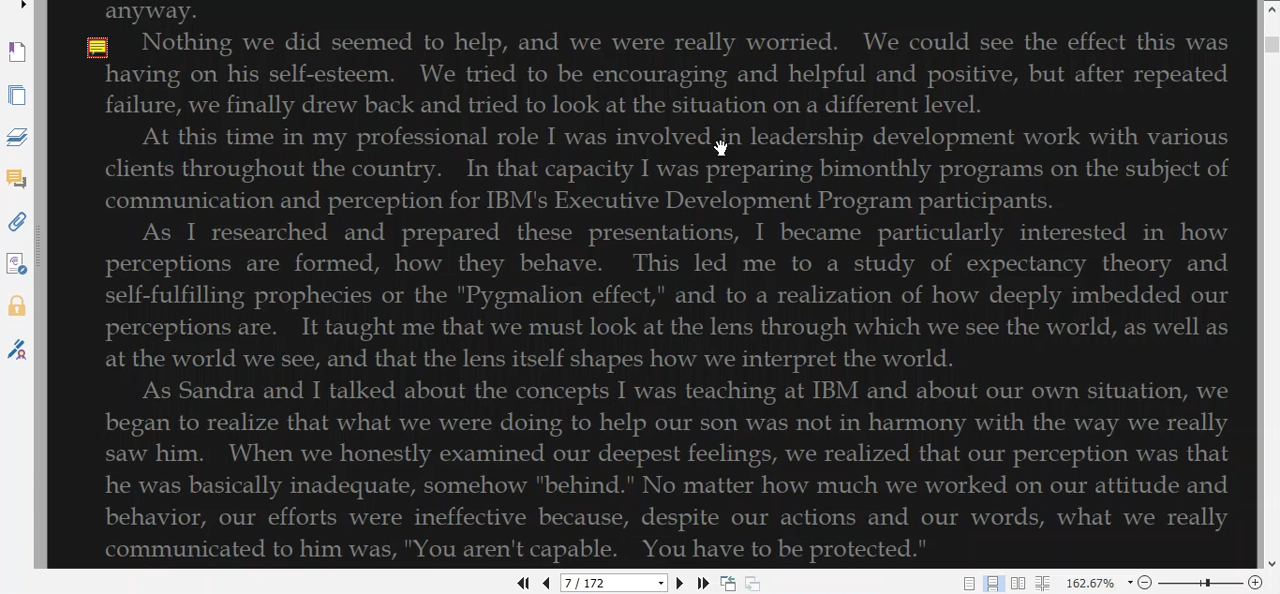 anyway.
Nothing we did seemed to help, and we were really worried. We could see the effect this was
having on his self-esteem. We tried to be encouraging and helpful and positive, but after repeated
failure, we finally drew back and tried to look at the situation on a different level.
At this time in my professional role I was involved in leadership development work with various
clients throughout the country. In that capacity I was preparing bimonthly programs on the subject of
communication and perception for IBM's Executive Development Program participants.
As I researched and prepared these presentations, I became particularly interested in how
perceptions are formed, how they behave. This led me to a study of expectancy theory and
self-fulfilling prophecies or the "Pygmalion effect," and to a realization of how deeply imbedded our
perceptions are. It taught me that we must look at the lens through which we see the world, as well as
at the world we see, and that the lens itself shapes how we interpret the world.
As Sandra and I talked about the concepts I was teaching at IBM and about our own situation, we
began to realize that what we were doing to help our son was not in harmony with the way we really
saw him. When we honestly examined our deepest feelings, we realized that our perception was that
he was basically inadequate, somehow "behind." No matter how much we worked on our attitude and
behavior, our efforts were ineffective because, despite our actions and our words, what we really
communicated to him was, "You aren't capable. You have to be protected."
7 / 172
162.67%